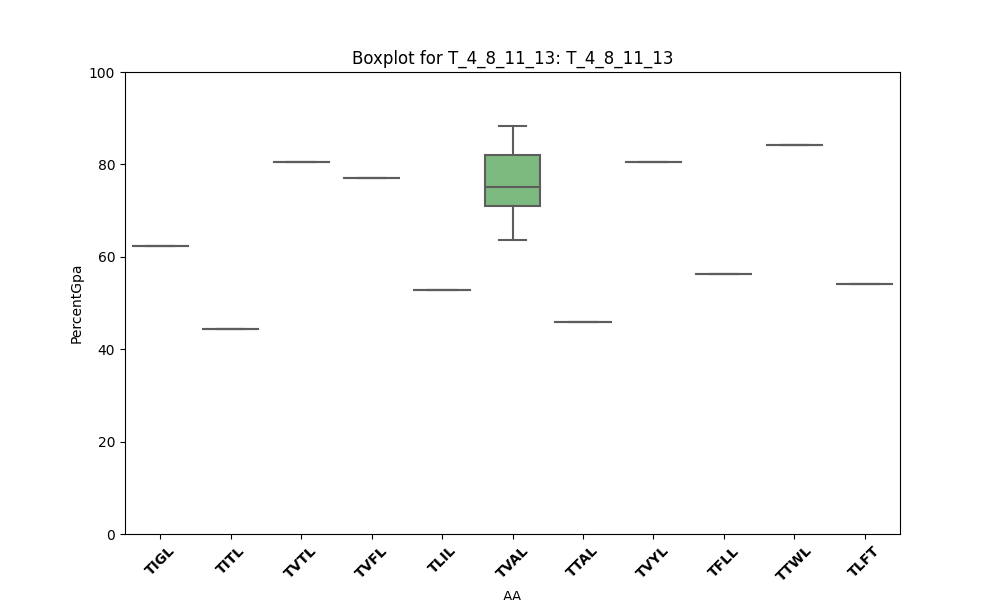 Boxplot for T_4_8_11_13: T_4_8_11_13
PercentGpa
100
80
60
40
20
0
TIGL
TITL
TVTL
TVFL
TLIL
TVAL
TTAL
TVYL
TFLL
TTWL
TLFT
AA